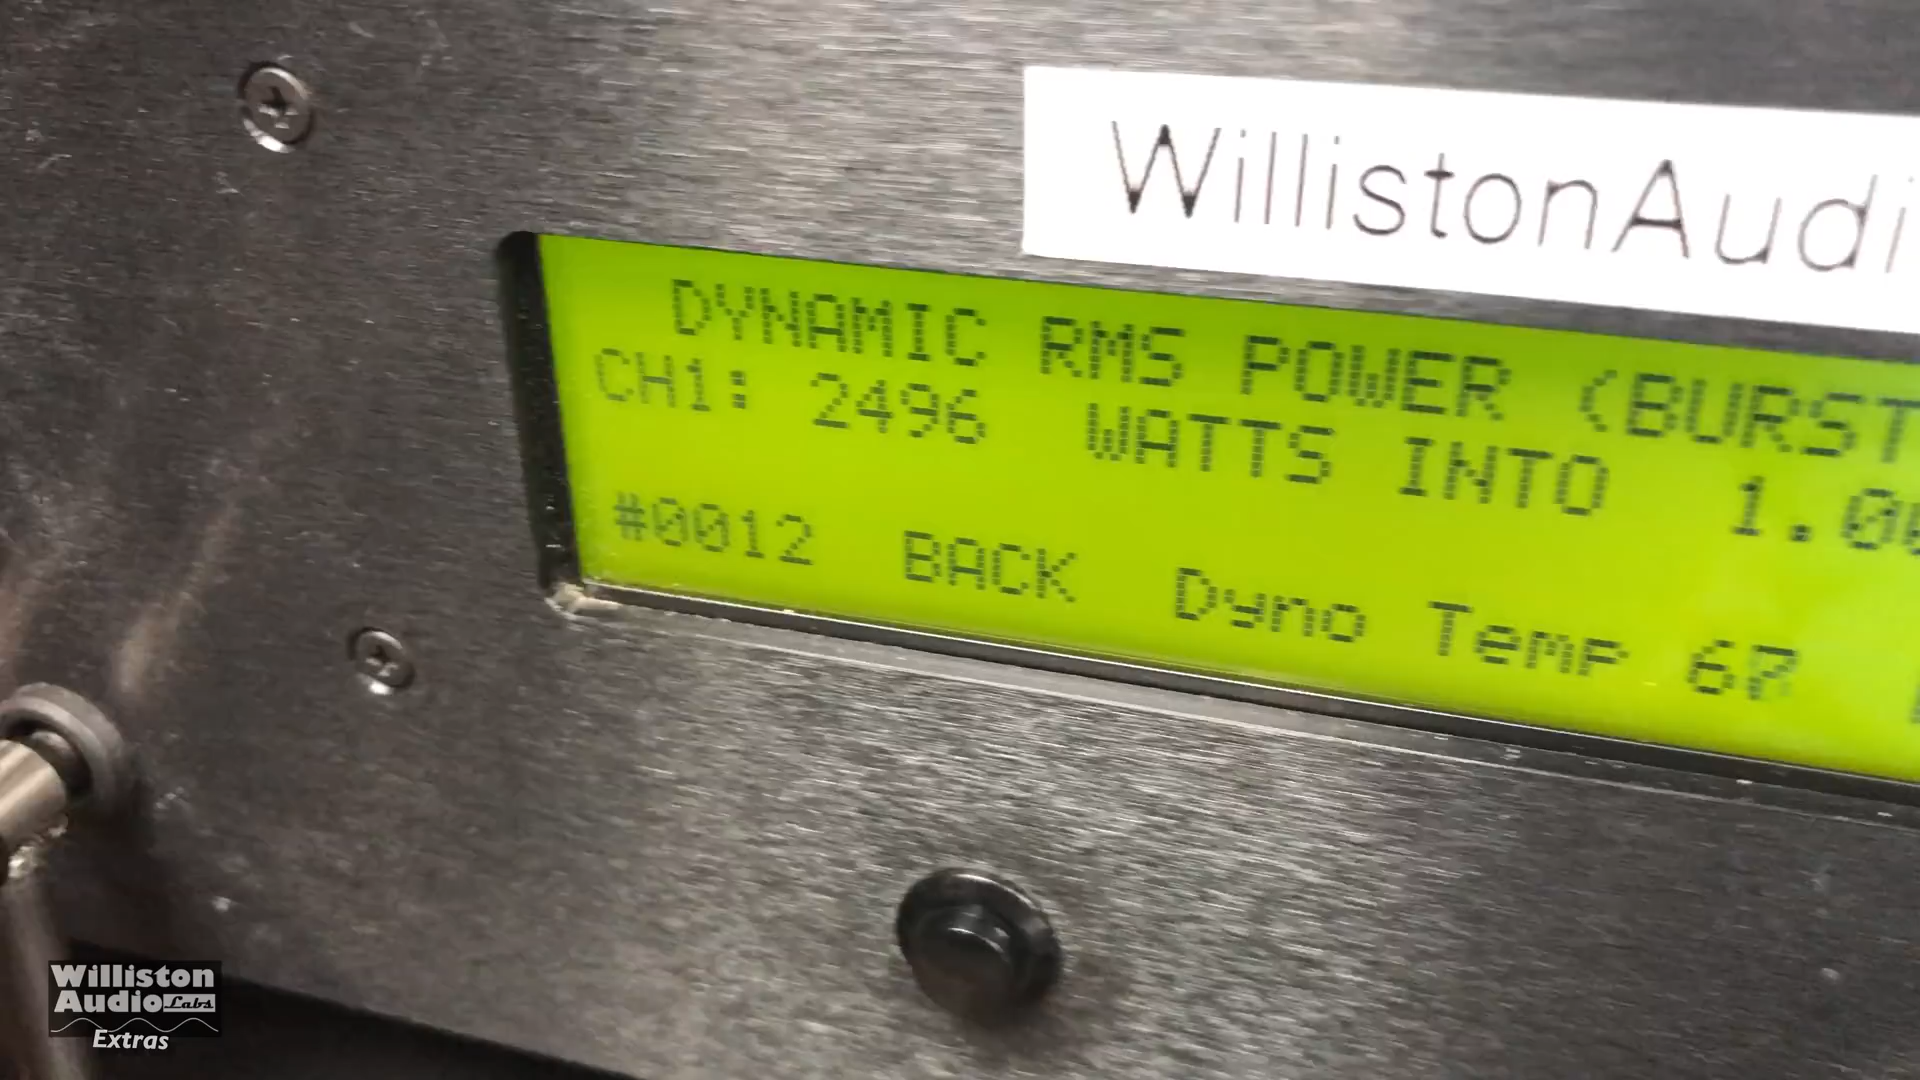 WillistonAudi
DYNAMIC RMS POWER (BURST
CH1: 2496 WATTS INTO 1.0
#0012 BACK Dyno Temp
Williston
Audio Labs
Extras